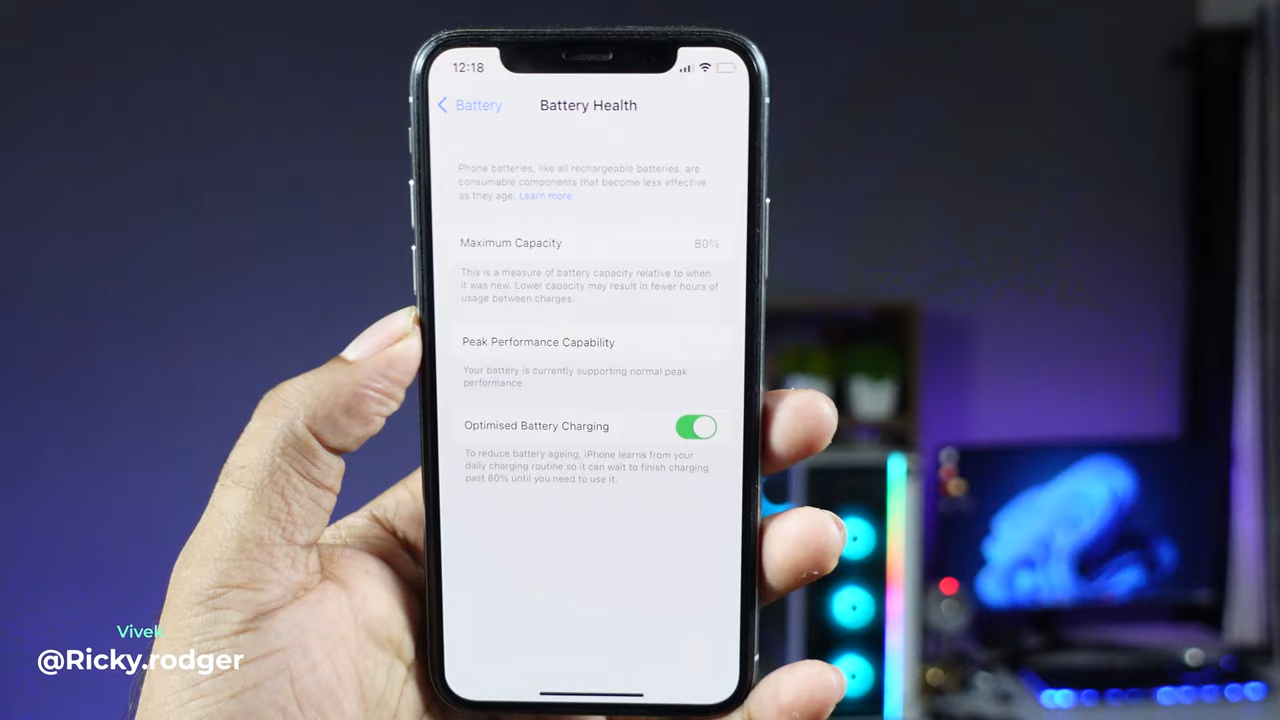 12:18
Battery
Battery Health
Phone batteries, like all rechargeable batteries, are
consumable components that become less effective
as they age. Learn more
Maximum Capacity 80%
This is a measure of battery capacity relative to when
it was new. Lower capacity may result in fewer hours of
usage between charges.
Peak Performance Capability
Your battery is currently supporting normal peak
performance.
Optimised Battery Charging
To reduce battery ageing, iPhone learns from your
daily charging routine so it can wait to finish charging
past 80% until you need to use it.
Vivek
@Ricky.rodger